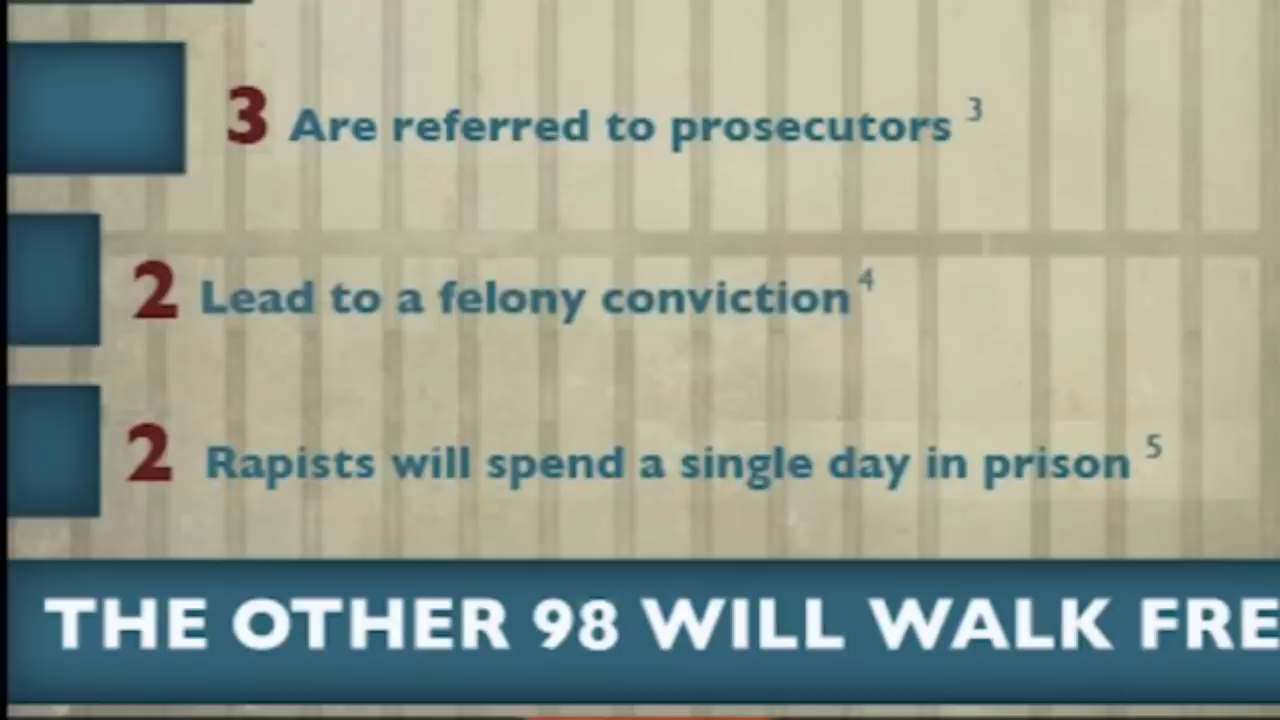 3 Are referred to prosecutors 3
2 Lead to a felony conviction 4
2 Rapists will spend a single day in prison 5
THE OTHER 98 WILL WALK FRE